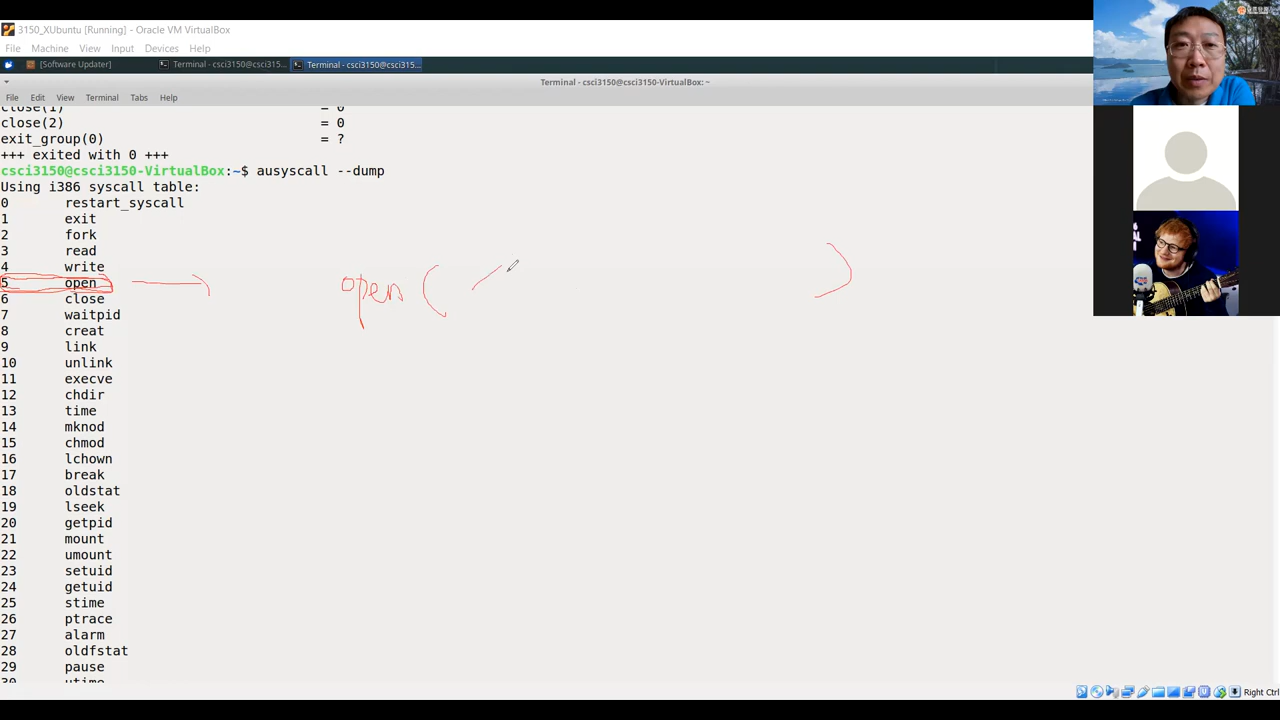 3150_XUbuntu [Running] - Oracle VM VirtualBox
File Machine View Input Devices Help
[Software Updater] Terminal - csci3150@csci315... Terminal - csci3150@csci315...
Terminal - csci3150@csci3150-VirtualBox: ~
File Edit View Terminal Tabs Help
close(1) = 0
close(2) = 0
exit_group(0) = ?
+++ exited with 0 +++
csci3150@csci3150-VirtualBox:~$ ausyscall --dump
Using i386 syscall table:
0 restart_syscall
1 exit
2 fork
3 read
4 write
5 open open ( )
6 close
7 waitpid
8 creat
9 link
10 unlink
11 execve
12 chdir
13 time
14 mknod
15 chmod
16 lchown
17 break
18 oldstat
19 lseek
20 getpid
21 mount
22 umount
23 setuid
24 getuid
25 stime
26 ptrace
27 alarm
28 oldfstat
29 pause
30 utime
Right Ctrl